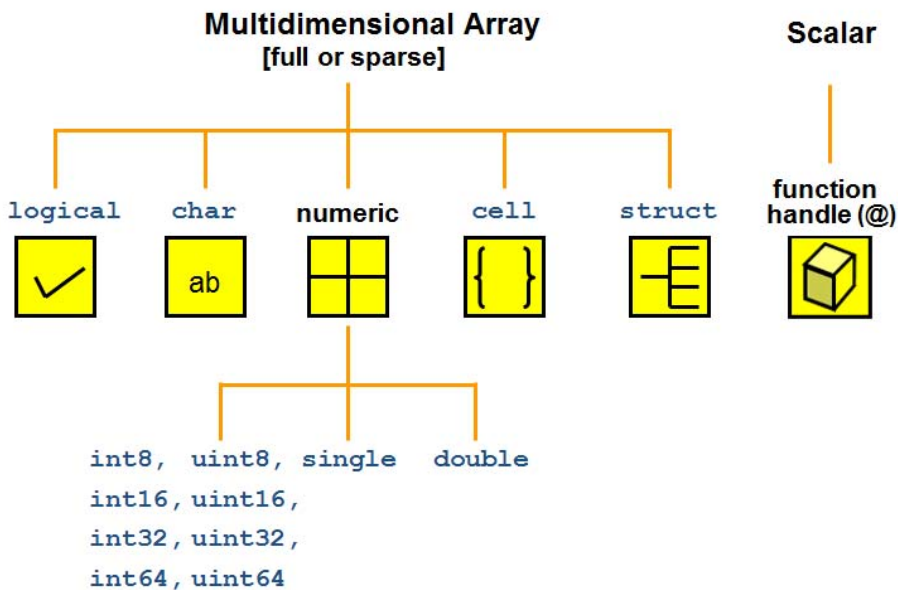 Multidimensional Array
[full or sparse]
Scalar
logical
char
numeric
cell
struct
function
handle (@)
ab
{ }
int8, uint8, single double
int16, uint16,
int32, uint32,
int64, uint64